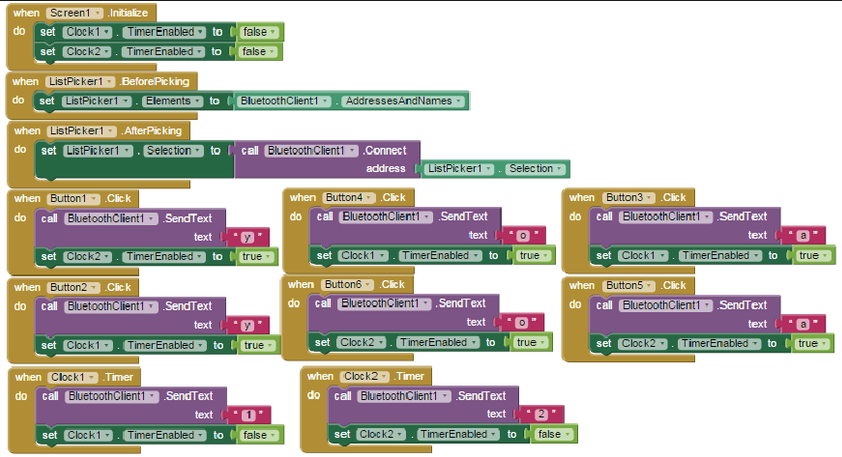 when Screen1 .Initialize
do set Clock1 . TimerEnabled to false
set Clock2 . TimerEnabled to false
when ListPicker1 .BeforePicking
do set ListPicker1 . Elements to BluetoothClient1 . AddressesAndNames
when ListPicker1 .AfterPicking
do set ListPicker1 . Selection to call BluetoothClient1 .Connect
address ListPicker1 . Selection
when Button1 .Click
do call BluetoothClient1 .SendText
text " y "
set Clock2 . TimerEnabled to true
when Button4 .Click
do call BluetoothClient1 .SendText
text " o "
set Clock1 . TimerEnabled to true
when Button3 .Click
do call BluetoothClient1 .SendText
text " a "
set Clock1 . TimerEnabled to true
when Button2 .Click
do call BluetoothClient1 .SendText
text " y "
set Clock1 . TimerEnabled to true
when Button6 .Click
do call BluetoothClient1 .SendText
text " o "
set Clock2 . TimerEnabled to true
when Button5 .Click
do call BluetoothClient1 .SendText
text " a "
set Clock2 . TimerEnabled to true
when Clock1 .Timer
do call BluetoothClient1 .SendText
text " 1 "
set Clock1 . TimerEnabled to false
when Clock2 .Timer
do call BluetoothClient1 .SendText
text " 2 "
set Clock2 . TimerEnabled to false